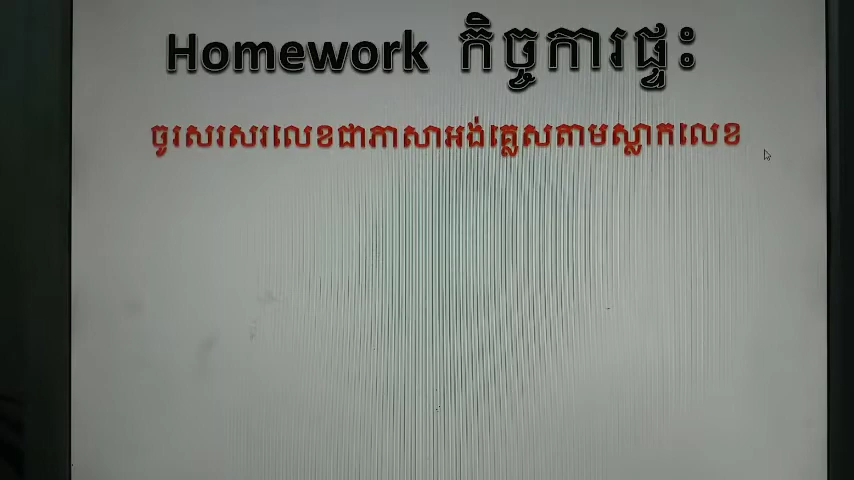 Homework កិច្ចការផ្ទះ
ចូរសរសរលេខជាភាសាអង់គ្លេសតាមស្លាកលេខ